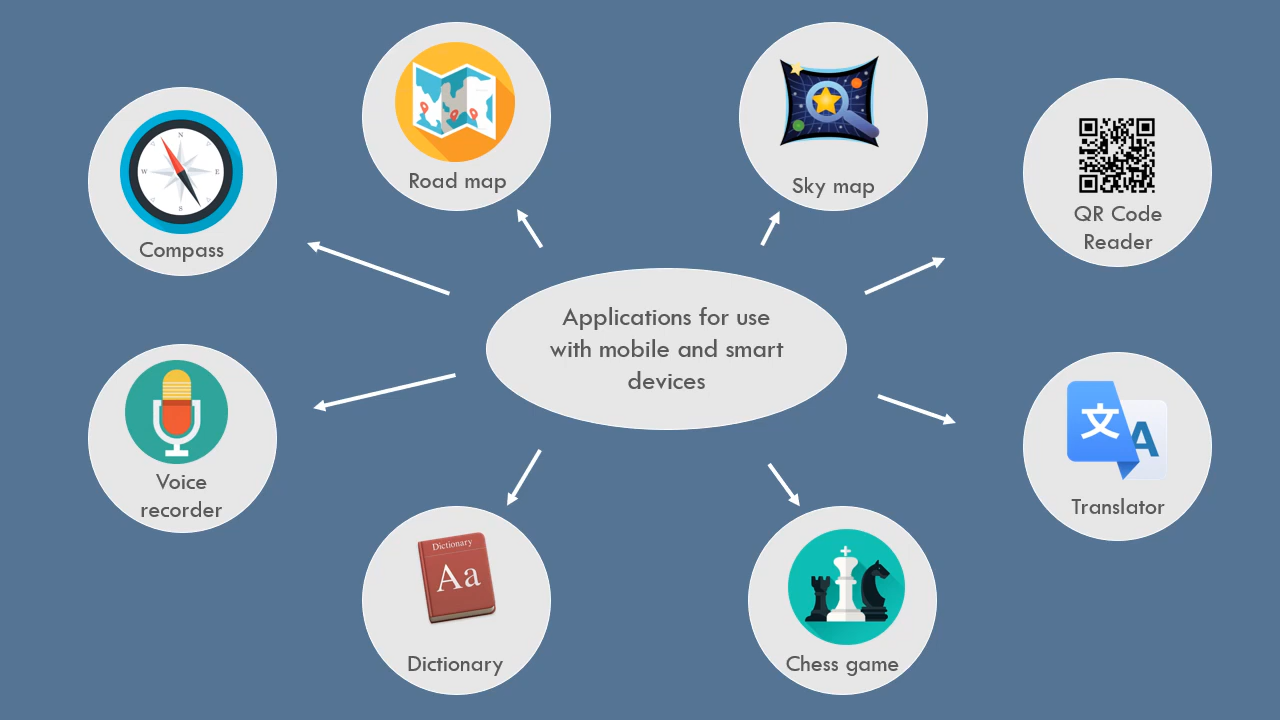 Road map
Sky map
Compass
N
W
E
S
QR Code
Reader
Applications for use
with mobile and smart
devices
Voice
recorder
文
A
Translator
Dictionary
Aa
Dictionary
Chess game